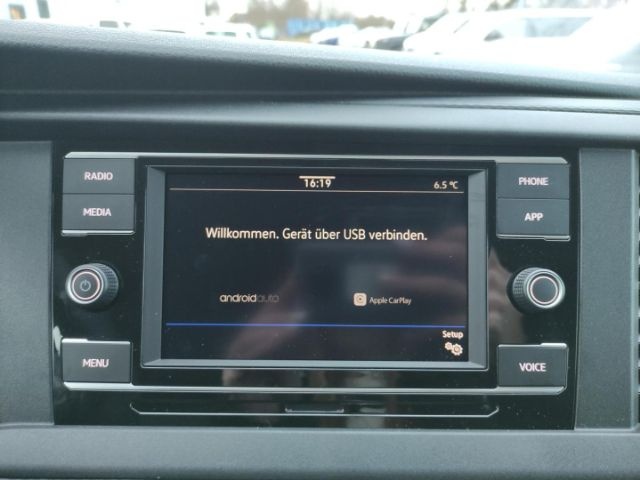 RADIO
MEDIA
MENU
16:19
6.5 °C
Willkommen. Gerät über USB verbinden.
androidauto
Apple CarPlay
Setup
PHONE
APP
VOICE